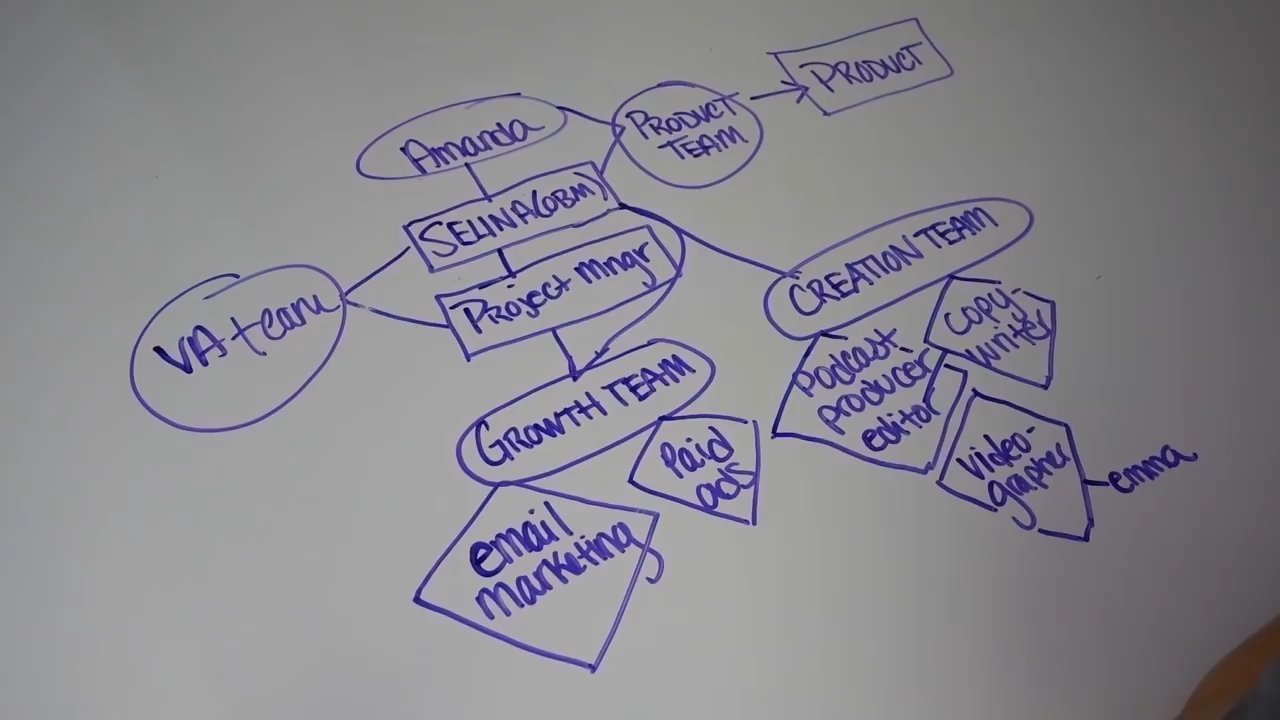 PRODUCT
Amanda
PRODUCT
TEAM
SELINA(OBM)
Project Mngr
VA team
CREATION TEAM
Copy-
writer
Podcast
producer
editor
Video-
grapher
emma
GROWTH TEAM
Paid
ads
email
marketing